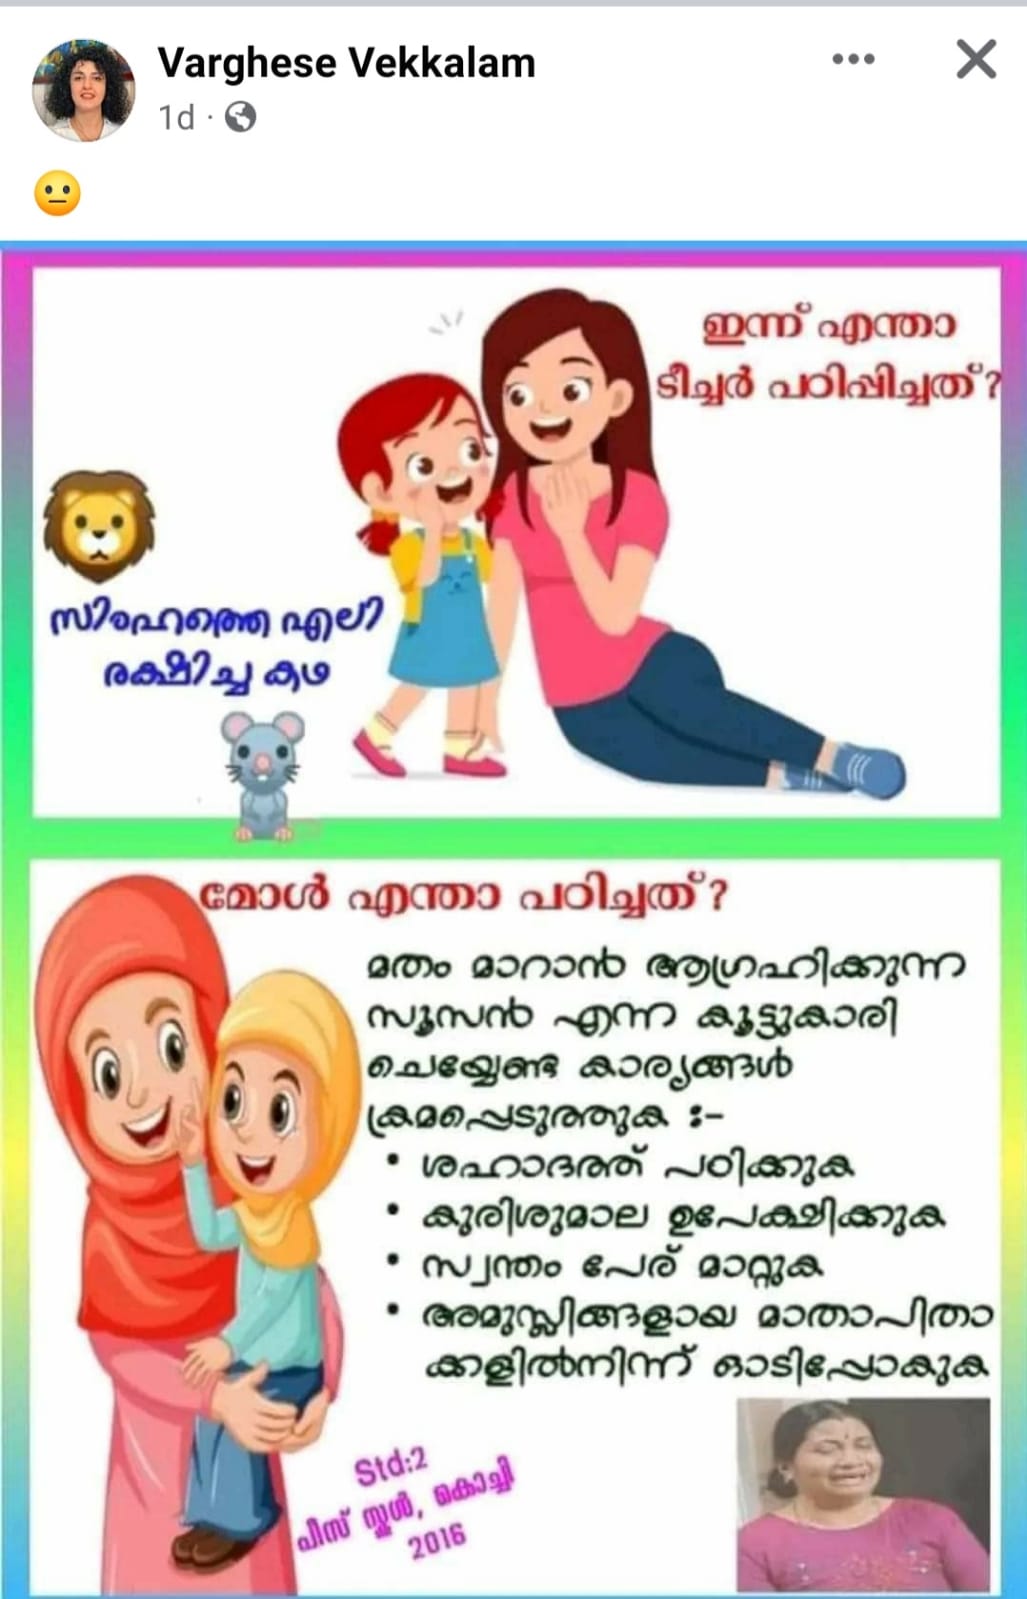 Varghese Vekkalam
1d ·
ഇന്ന് എന്താ
ടീച്ചർ പഠിപ്പിച്ചത്?
സിംഹത്തെ എലി
രക്ഷിച്ച കഥ
മോൾ എന്താ പഠിച്ചത്?
മതം മാറാൻ ആഗ്രഹിക്കുന്ന
സൂസൻ എന്ന കൂട്ടുകാരി
ചെയ്യേണ്ട കാര്യങ്ങൾ
ക്രമപ്പെടുത്തുക :-
• ശഹാദത്ത് പഠിക്കുക
• കുരിശുമാല ഉപേക്ഷിക്കുക
• സ്വന്തം പേര് മാറ്റുക
• അമുസ്ലിങ്ങളായ മാതാപിതാ
ക്കളിൽനിന്ന് ഓടിപ്പോകുക
Std:2
പീസ് സ്കൂൾ, കൊച്ചി
2016